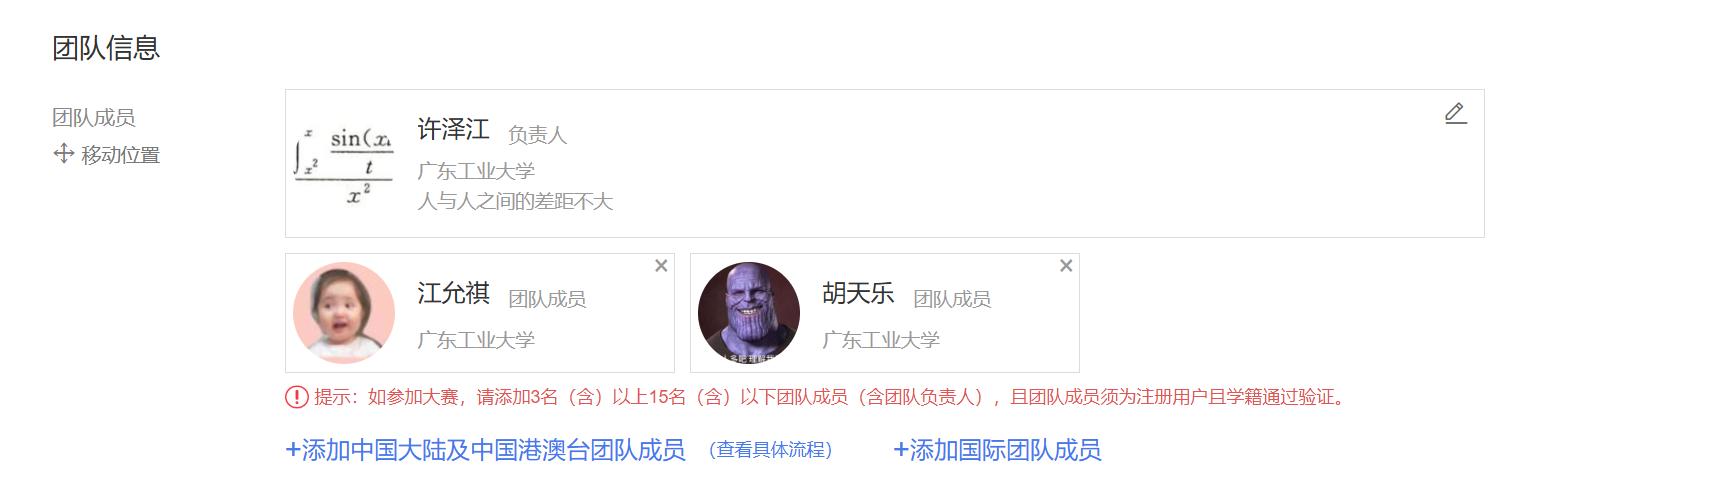 团队信息
团队成员
移动位置
x
sin(x
x²
t
x²
许泽江 负责人
广东工业大学
人与人之间的差距不大
江允祺 团队成员
广东工业大学
胡天乐 团队成员
广东工业大学
提示：如参加大赛，请添加3名（含）以上15名（含）以下团队成员（含团队负责人），且团队成员须为注册用户且学籍通过验证。
+添加中国大陆及中国港澳台团队成员 （查看具体流程） +添加国际团队成员